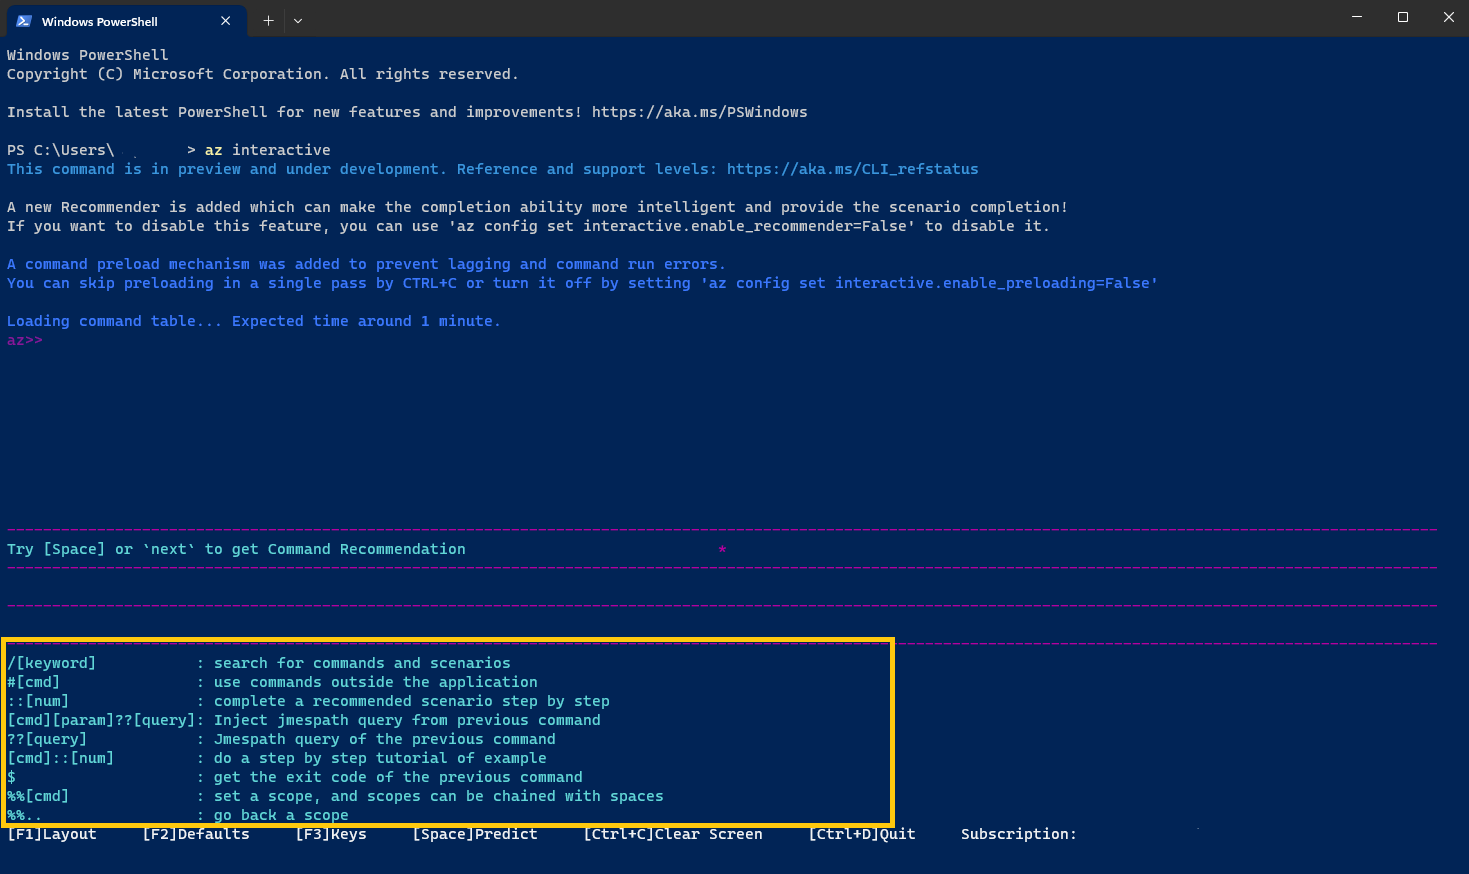 Windows PowerShell
Windows PowerShell
Copyright (C) Microsoft Corporation. All rights reserved.
Install the latest PowerShell for new features and improvements! https://aka.ms/PSWindows
PS C:\Users\ > az interactive
This command is in preview and under development. Reference and support levels: https://aka.ms/CLI_refstatus
A new Recommender is added which can make the completion ability more intelligent and provide the scenario completion!
If you want to disable this feature, you can use 'az config set interactive.enable_recommender=False' to disable it.
A command preload mechanism was added to prevent lagging and command run errors.
You can skip preloading in a single pass by CTRL+C or turn it off by setting 'az config set interactive.enable_preloading=False'
Loading command table... Expected time around 1 minute.
az>>
Try [Space] or `next` to get Command Recommendation *
/[keyword] : search for commands and scenarios
#[cmd] : use commands outside the application
::[num] : complete a recommended scenario step by step
[cmd][param]??[query]: Inject jmespath query from previous command
??[query] : Jmespath query of the previous command
[cmd]::[num] : do a step by step tutorial of example
$ : get the exit code of the previous command
%%[cmd] : set a scope, and scopes can be chained with spaces
%%.. : go back a scope
[F1]Layout [F2]Defaults [F3]Keys [Space]Predict [Ctrl+C]Clear Screen [Ctrl+D]Quit Subscription: